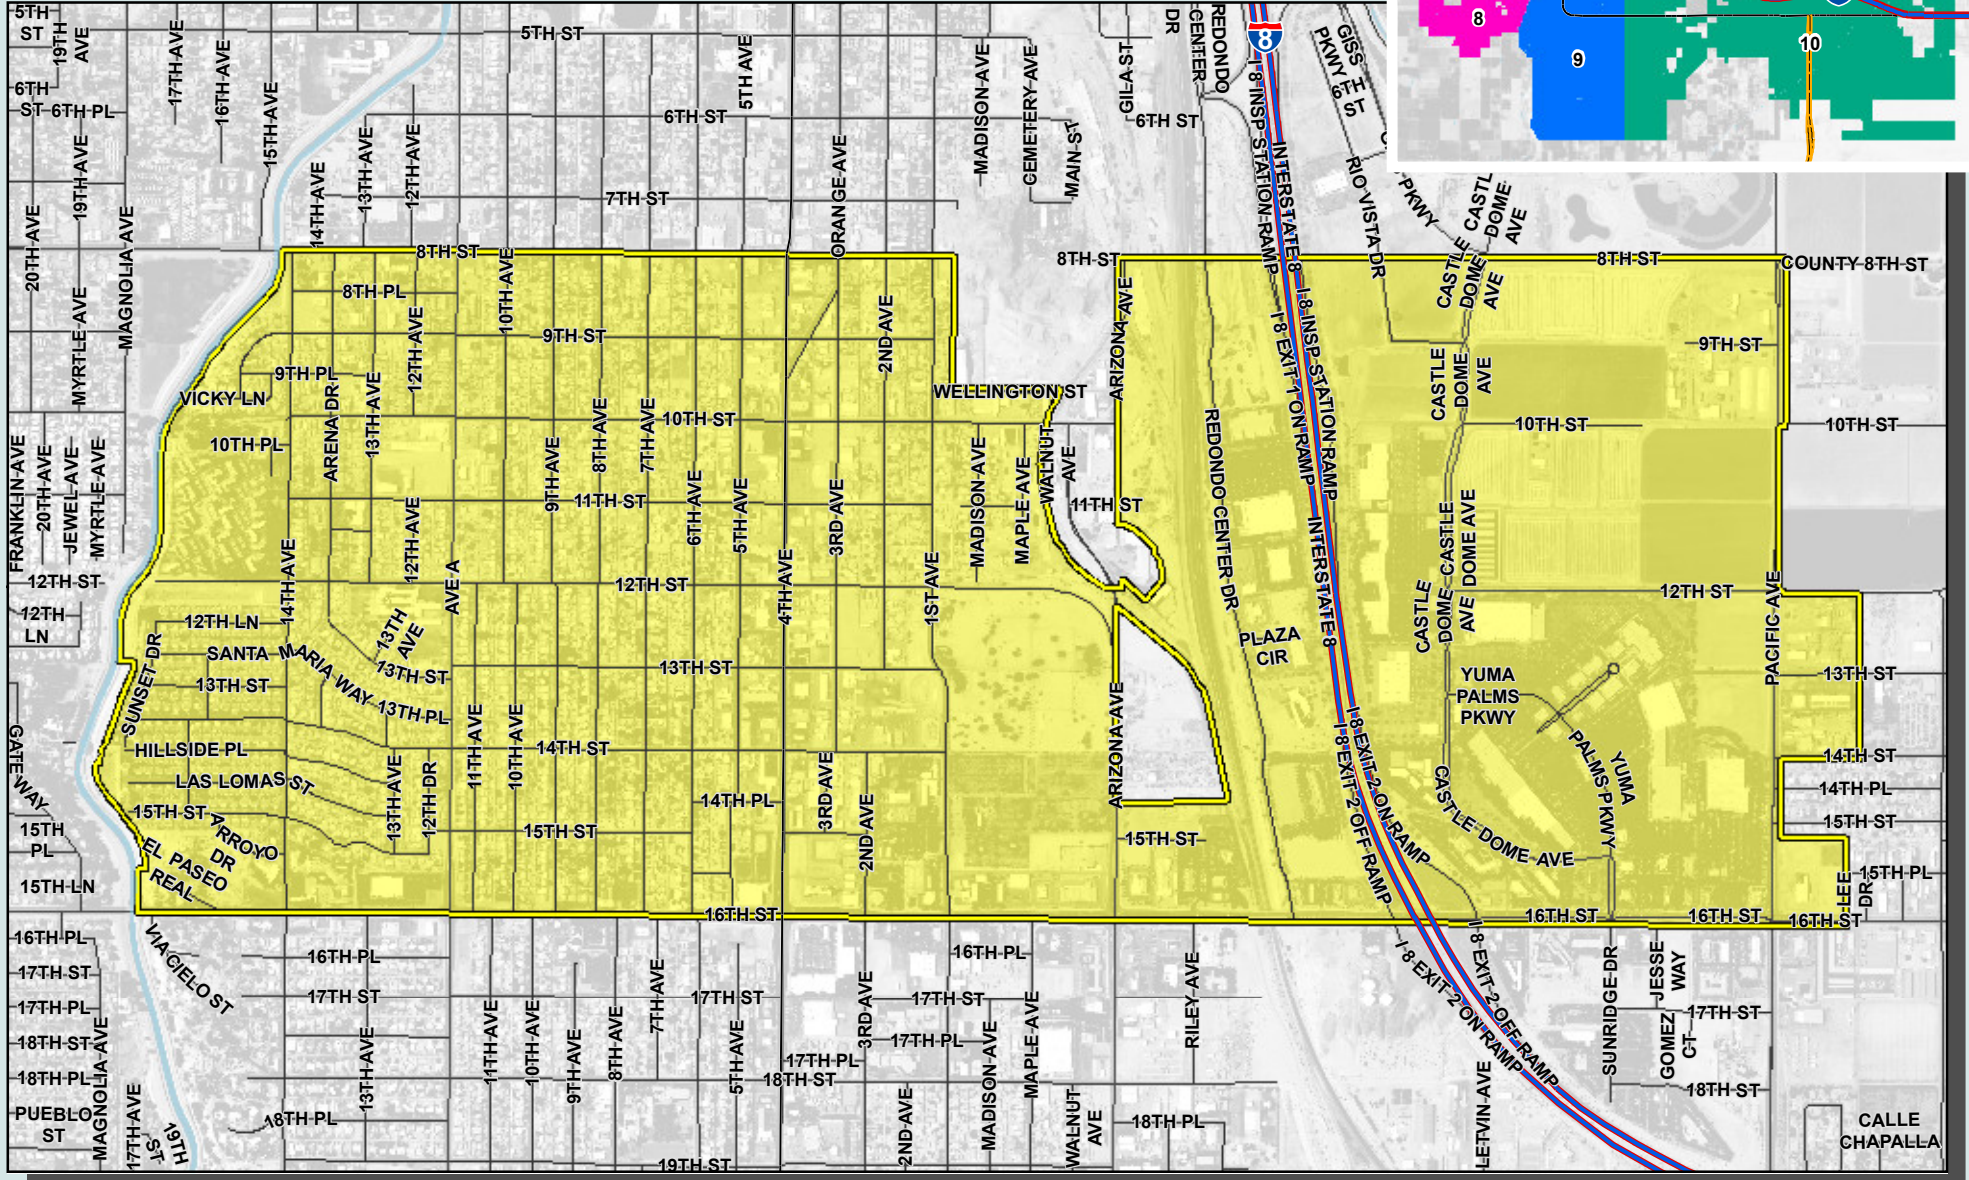 5TH
ST
19TH
AVE
17TH AVE
16TH AVE
15TH AVE
6TH
ST
6TH PL
5TH ST
5TH AVE
6TH ST
7TH ST
ORANGE AVE
MADISON AVE
CEMETERY AVE
MAIN ST
GILA ST
6TH ST
DR
CENTER
REDONDO
8
I 8 INSP STATION RAMP
INTERSTATE 8
GISS
PKWY
6TH
ST
TH
RIO VISTA DR
PKWY
CASTL
DOME
AVE
8
9
10
20TH AVE
19TH AVE
MYRTLE AVE
MAGNOLIA AVE
14TH AVE
13TH AVE
12TH AVE
8TH ST
8TH ST
8TH ST
COUNTY 8TH ST
8TH PL
10TH AVE
12TH AVE
9TH ST
2ND AVE
9TH PL
VICKY LN
ARENA DR
13TH AVE
10TH PL
10TH ST
WELLINGTON ST
ARIZONA AVE
I 8 EXIT 1 ON RAMP
I 8 INSP STATION RAMP
CASTLE
DOME
AVE
CASTLE
DOME
AVE
9TH ST
10TH ST
10TH ST
FRANKLIN AVE
20TH AVE
JEWEL AVE
MYRTLE AVE
9TH AVE
8TH AVE
7TH AVE
6TH AVE
5TH AVE
11TH ST
3RD AVE
MADISON AVE
MAPLE AVE
WALNUT
AVE
11TH ST
REDONDO CENTER DR
INTERSTATE 8
CASTLE
DOME AVE
CASTLE
DOME
AVE
12TH ST
12TH ST
12TH ST
12TH
LN
14TH AVE
12TH AVE
AVE A
4TH AVE
1ST AVE
12TH LN
SANTA MARIA WAY
13TH
AVE
13TH ST
13TH ST
13TH PL
13TH ST
13TH ST
SUNSET DR
PLAZA
CIR
YUMA
PALMS
PKWY
PACIFIC AVE
HILLSIDE PL
LAS LOMAS ST
15TH ST
ARROYO
DR
EL PASEO
REAL
13TH AVE
12TH DR
11TH AVE
10TH AVE
14TH ST
14TH PL
15TH ST
3RD AVE
2ND AVE
ARIZONA AVE
15TH ST
I 8 EXIT 2 ON RAMP
I 8 EXIT 2 OFF RAMP
CASTLE DOME AVE
YUMA
PALMS PKWY
14TH ST
14TH PL
15TH ST
15TH PL
LEE
DR
GATE WAY
15TH
PL
15TH LN
16TH ST
16TH ST
16TH ST
16TH ST
16TH PL
17TH ST
17TH PL
18TH ST
18TH PL
PUEBLO
ST
MAGNOLIA AVE
17TH AVE
19TH
ST
VIA CIELO ST
16TH PL
17TH ST
13TH AVE
18TH PL
11TH AVE
10TH AVE
9TH AVE
8TH AVE
7TH AVE
17TH ST
5TH AVE
17TH PL
18TH ST
19TH ST
3RD AVE
16TH PL
17TH ST
17TH PL
2ND AVE
MADISON AVE
MAPLE AVE
WALNUT
AVE
RILEY AVE
18TH PL
I 8 EXIT 2 ON RAMP
I 8 EXIT 2 OFF RAMP
LETVIN AVE
SUNRIDGE DR
JESSE
WAY
GOMEZ
CT
17TH ST
18TH ST
CALLE
CHAPALLA